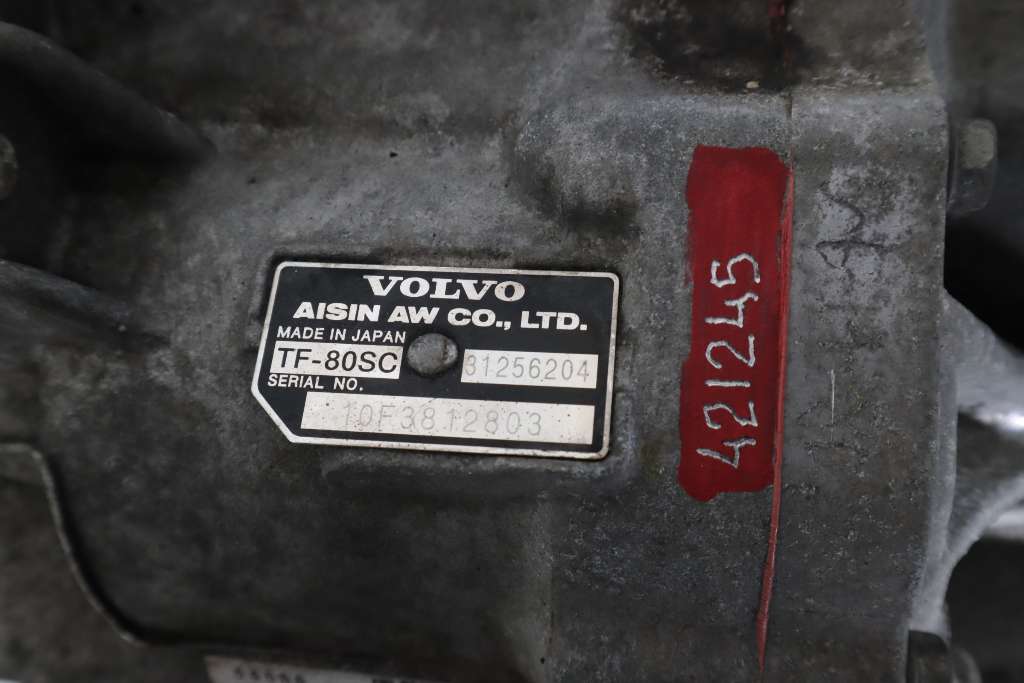 VOLVO
AISIN AW CO., LTD.
MADE IN JAPAN
TF-80SC 31256204
SERIAL NO.
10F3812803
421245